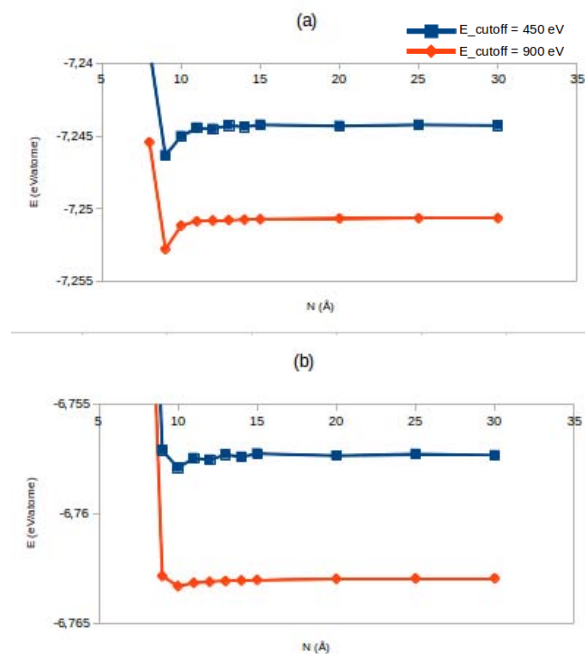 (a)
E_cutoff = 450 eV
E_cutoff = 900 eV
-7,24
5 10 15 20 25 30 35
-7,245
-7,25
-7,255
E (eV/atome)
N (Å)
(b)
-6,755
5 10 15 20 25 30 35
-6,76
-6,765
E (eV/atome)
N (Å)